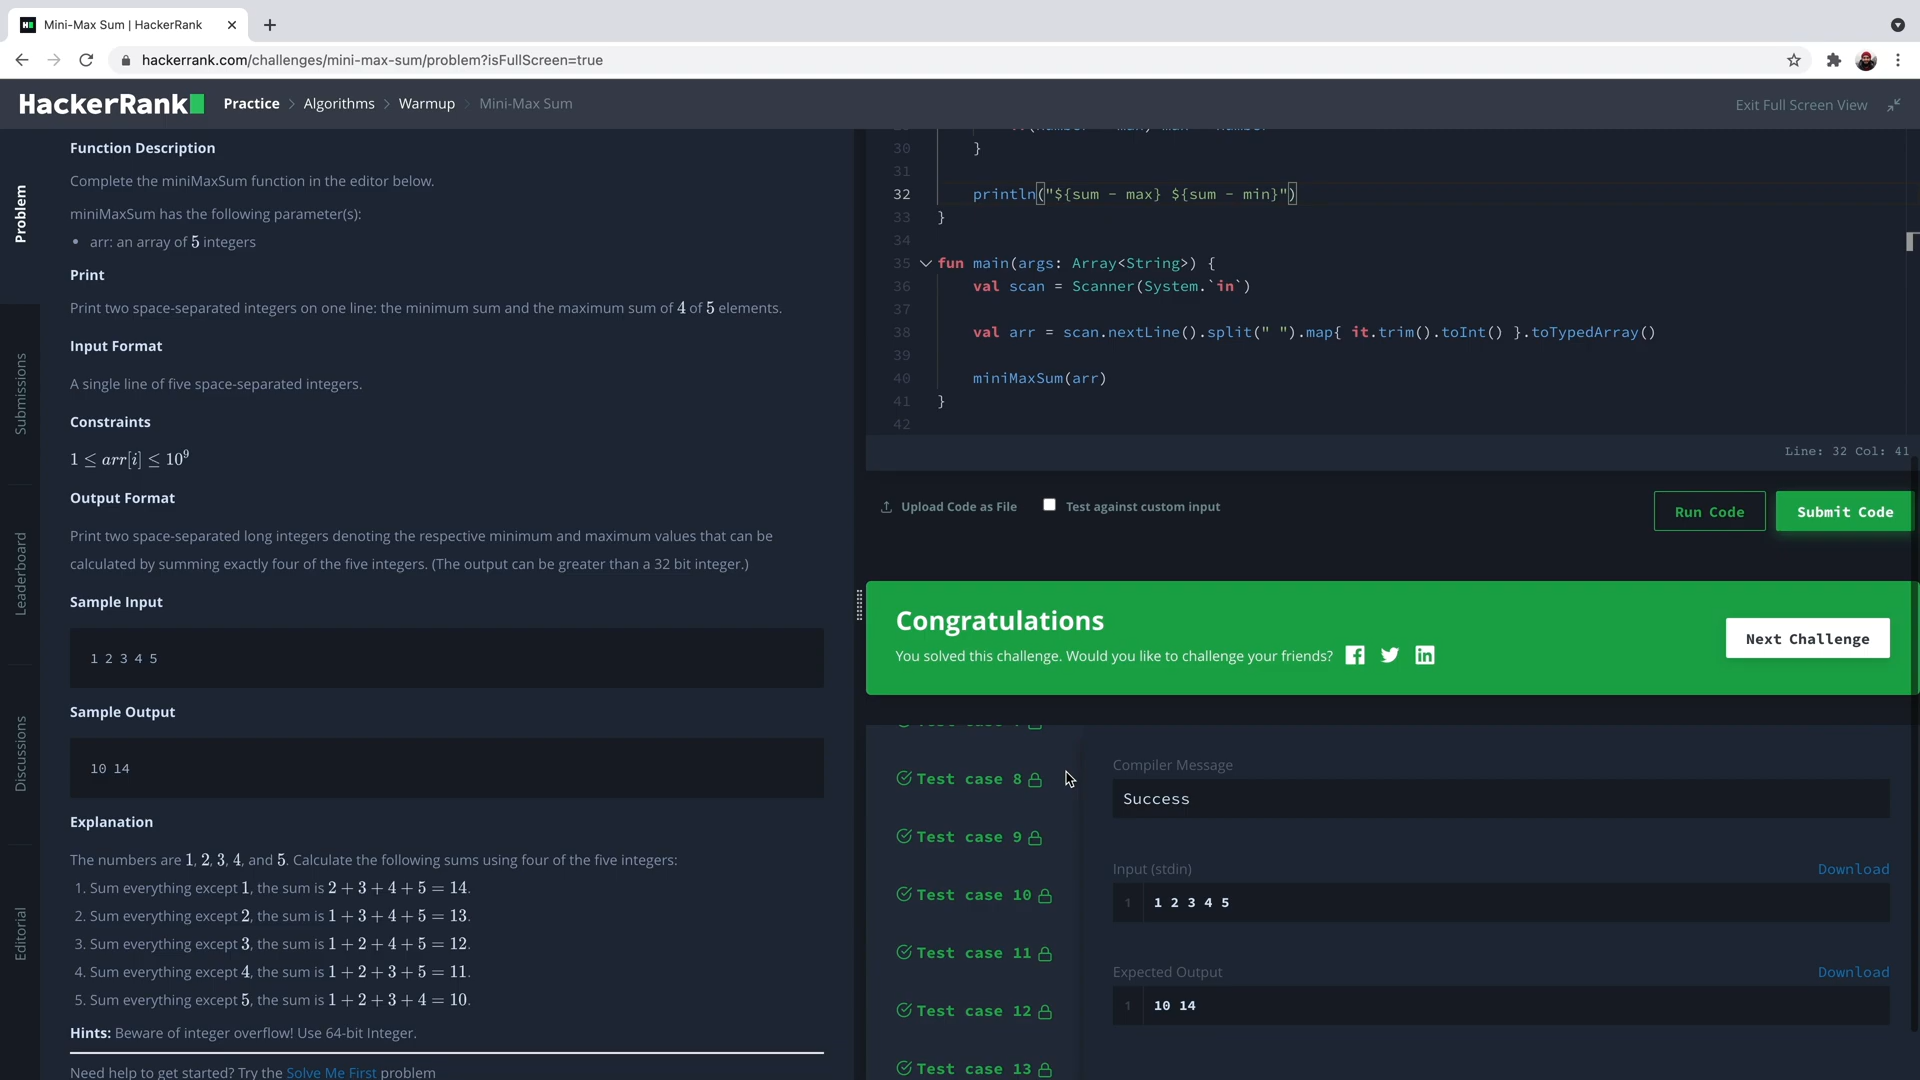 Mini-Max Sum | HackerRank
hackerrank.com/challenges/mini-max-sum/problem?isFullScreen=true
HackerRank
Practice > Algorithms > Warmup > Mini-Max Sum
Exit Full Screen View
Problem
Submissions
Leaderboard
Discussions
Editorial
Function Description
Complete the miniMaxSum function in the editor below.
miniMaxSum has the following parameter(s):
• arr: an array of 5 integers
Print
Print two space-separated integers on one line: the minimum sum and the maximum sum of 4 of 5 elements.
Input Format
A single line of five space-separated integers.
Constraints
1 ≤ arr[i] ≤ 10⁹
Output Format
Print two space-separated long integers denoting the respective minimum and maximum values that can be
calculated by summing exactly four of the five integers. (The output can be greater than a 32 bit integer.)
Sample Input
1 2 3 4 5
Sample Output
10 14
Explanation
The numbers are 1, 2, 3, 4, and 5. Calculate the following sums using four of the five integers:
1. Sum everything except 1, the sum is 2 + 3 + 4 + 5 = 14.
2. Sum everything except 2, the sum is 1 + 3 + 4 + 5 = 13.
3. Sum everything except 3, the sum is 1 + 2 + 4 + 5 = 12.
4. Sum everything except 4, the sum is 1 + 2 + 3 + 5 = 11.
5. Sum everything except 5, the sum is 1 + 2 + 3 + 4 = 10.
Hints: Beware of integer overflow! Use 64-bit Integer.
Need help to get started? Try the Solve Me First problem
30 }
31
32 println("${sum - max} ${sum - min}")
33 }
34
35 fun main(args: Array<String>) {
36 val scan = Scanner(System.`in`)
37
38 val arr = scan.nextLine().split(" ").map{ it.trim().toInt() }.toTypedArray()
39
40 miniMaxSum(arr)
41 }
42
Line: 32 Col: 41
Upload Code as File
Test against custom input
Run Code
Submit Code
Congratulations
You solved this challenge. Would you like to challenge your friends?
Next Challenge
Test case 8
Test case 9
Test case 10
Test case 11
Test case 12
Test case 13
Compiler Message
Success
Input (stdin)
Download
1 1 2 3 4 5
Expected Output
Download
1 10 14